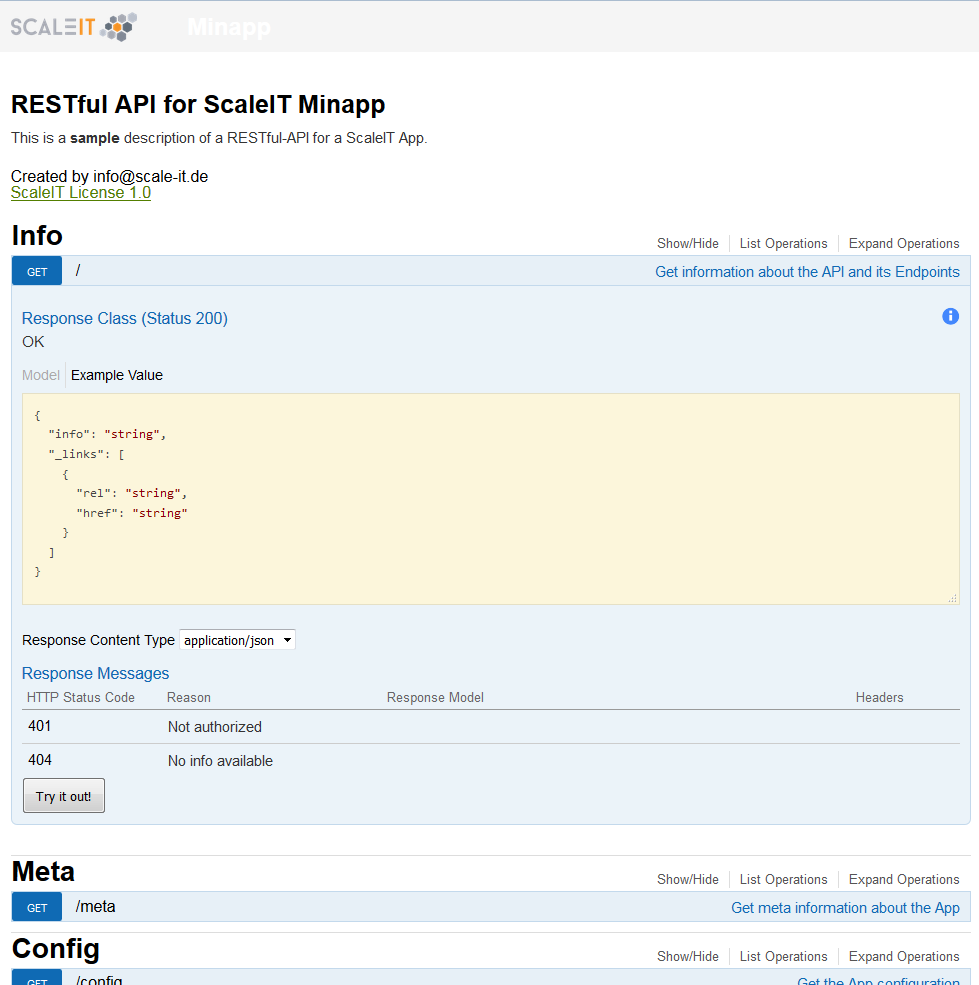 SCALEIT Minapp
RESTful API for ScaleIT Minapp
This is a sample description of a RESTful-API for a ScaleIT App.
Created by info@scale-it.de
ScaleIT License 1.0
Info Show/Hide List Operations Expand Operations
GET / Get information about the API and its Endpoints
Response Class (Status 200)
OK
Model Example Value
{
"info": "string",
"_links": [
{
"rel": "string",
"href": "string"
}
]
}
Response Content Type application/json
Response Messages
HTTP Status Code Reason Response Model Headers
401 Not authorized
404 No info available
Try it out!
Meta Show/Hide List Operations Expand Operations
GET /meta Get meta information about the App
Config Show/Hide List Operations Expand Operations
GET /config Get the App configuration